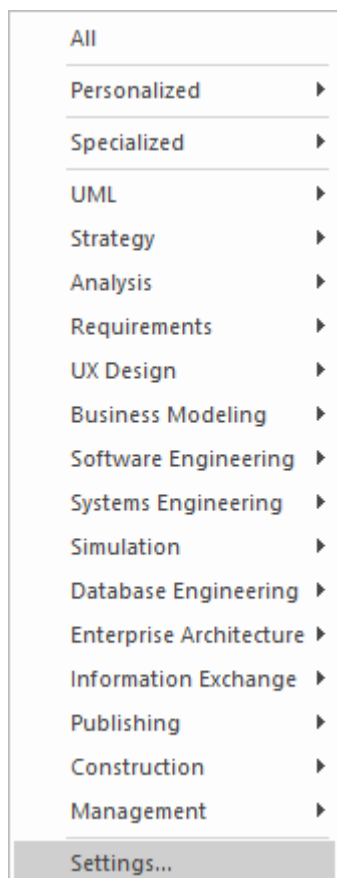 All
Personalized
Specialized
UML
Strategy
Analysis
Requirements
UX Design
Business Modeling
Software Engineering
Systems Engineering
Simulation
Database Engineering
Enterprise Architecture
Information Exchange
Publishing
Construction
Management
Settings...